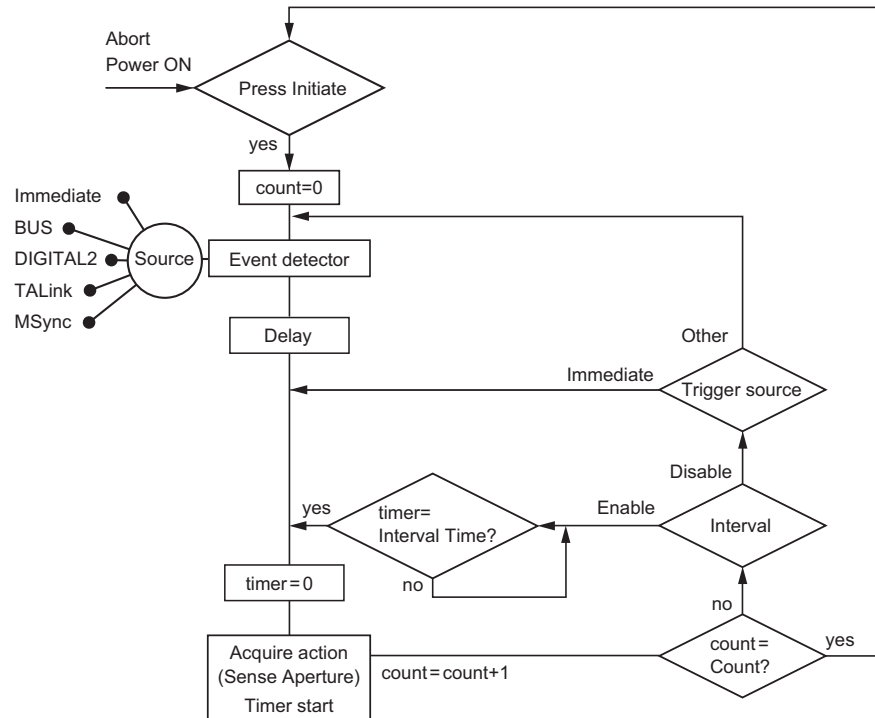 Abort
Power ON
Press Initiate
yes
count=0
Immediate
BUS
DIGITAL2
TALink
MSync
Source
Event detector
Delay
Other
Immediate
Trigger source
Disable
yes
timer=
Interval Time?
Enable
Interval
no
timer=0
no
Acquire action
(Sense Aperture)
Timer start
count=count+1
count=
Count?
yes